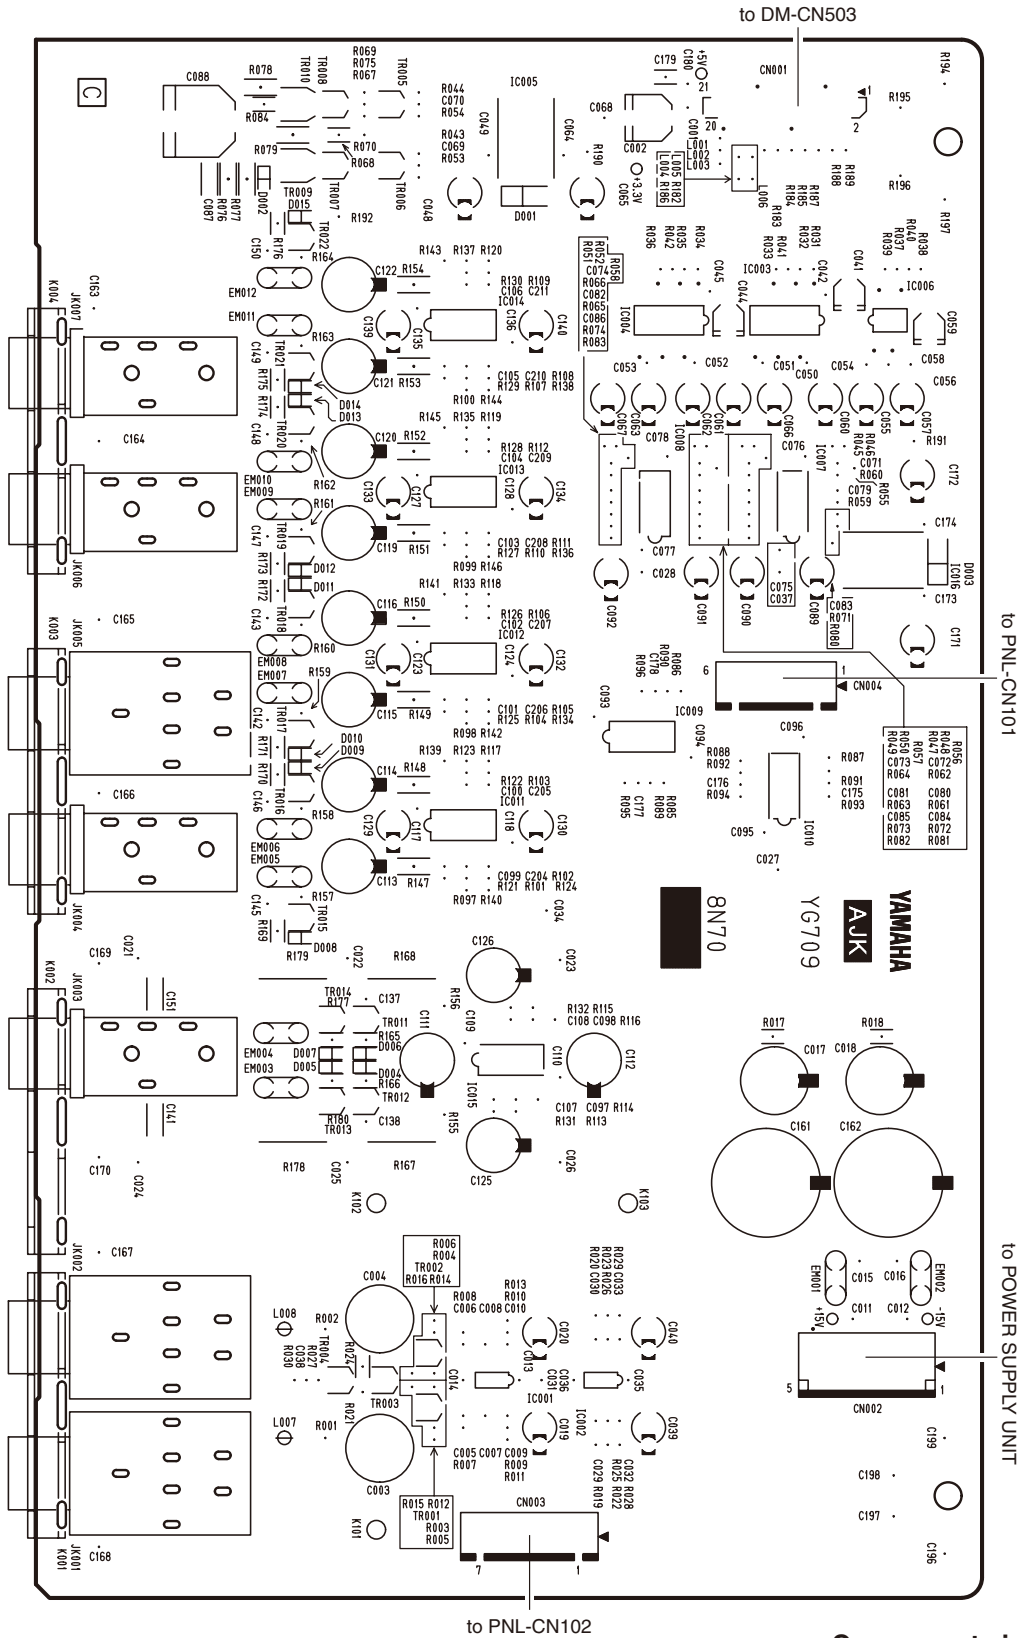 to DM-CN503
R069
R075
R067
C088
R078
TR010
TR008
TR005
R044
C070
R054
IC005
C179
C180
+5V
21
CN001
1
R194
R195
C
R084
R043
C069
R053
C049
C064
C068
C002
20
2
C001
L001
L002
L003
R079
R070
R068
R190
L005
L004
R182
R186
R189
R188
C087
R076
R077
D002
TR009
D015
TR007
TR006
C048
D001
+3.3V
C065
L006
R187
R185
R184
R183
R196
R197
C150
R176
TR022
R192
R164
R143
R137
R120
R036
R042
R035
R034
R033
R041
R032
R031
R040
R037
R039
R038
K004
JK007
C163
EM012
C122
R154
R130
R109
C106
C211
IC014
R052
R051
C074
R058
R066
C082
R065
C086
R074
R083
IC004
C045
C044
IC003
C042
C041
IC006
C059
EM011
C139
C135
C136
C140
C149
TR021
R163
R175
R174
C121
R153
C105
C210
R108
R129
R107
R138
C053
C052
C051
C050
C054
C058
C056
D014
D013
R100
R144
R145
R135
R119
C067
C063
C078
IC008
C062
C061
C066
C076
IC007
C060
C055
C057
R046
R045
R191
C164
C148
TR020
C120
R152
R128
R112
C104
C209
IC013
EM010
EM009
R162
R161
C133
C127
C128
C134
C071
R060
C079
R059
R055
C172
C147
TR019
C119
R151
C103
C208
R111
R127
R110
R136
C077
C028
C174
JK006
R173
R172
D012
D011
R099
R146
R141
R133
R118
C092
C091
C090
C075
C037
C089
C083
R071
R080
D003
IC016
C173
K003
JK005
C165
C143
TR018
C116
R150
R126
R106
C102
C207
IC012
C171
EM008
EM007
R160
R159
C131
C123
C124
C132
R096
R090
C178
R086
6
1
CN004
to PNL-CN101
C142
TR017
C115
R149
C101
C206
R105
R125
R104
R134
C093
IC009
C094
C096
R171
R170
D010
D009
R098
R142
R139
R123
R117
R088
R092
R087
R050
R049
C073
R064
R057
R048
R047
C072
R062
R056
C081
R063
C085
R073
R082
C080
R061
C084
R072
R081
C166
C146
TR016
R158
C114
R148
R122
R103
C100
C205
IC011
C176
R094
R091
C175
R093
EM006
EM005
C129
C117
C118
C130
R095
C177
R089
R085
C095
IC010
JK004
C145
R157
C113
R147
C099
C204
R102
R121
R101
R124
C027
R169
TR015
D008
R097
R140
C034
8N70
YG709
AJK
YAMAHA
K002
JK003
C169
C021
R179
C022
R168
C126
C023
C151
TR014
R177
C137
R156
R132
R115
C108
C098
R116
TR011
C111
C109
C110
C112
R017
R018
EM004
EM003
D007
D005
R165
D006
D004
R166
TR012
IC015
C017
C018
C141
R180
TR013
C138
R155
C107
C097
R114
R131
R113
C161
C162
C170
C024
R178
C025
R167
C125
C026
K102
K103
JK002
C167
R006
R004
TR002
R016
R014
C004
R013
R010
C010
R008
C006
C008
R020
R023
C030
R029
C033
R026
EM001
C015
C016
EM002
+15V
C011
C012
-15V
to POWER SUPPLY UNIT
L008
R002
C020
C040
R030
C038
R027
TR004
R024
C014
C013
C031
C036
C035
5
1
CN002
L007
R001
R021
TR003
IC001
IC002
C019
C039
C003
C005
C007
C009
R007
R009
R011
C029
R019
C032
R025
R028
R022
C199
C198
C197
C196
K101
R015
R012
TR001
R003
R005
CN003
7
1
K001
JK001
C168
to PNL-CN102